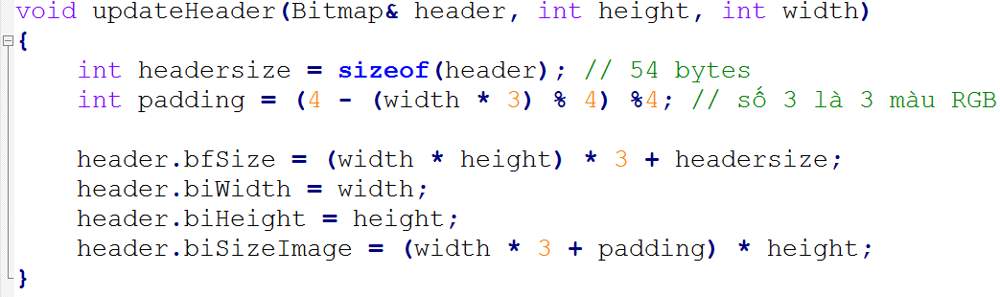 void updateHeader(Bitmap& header, int height, int width)
{
    int headersize = sizeof(header); // 54 bytes
    int padding = (4 - (width * 3) % 4) %4; // số 3 là 3 màu RGB

    header.bfSize = (width * height) * 3 + headersize;
    header.biWidth = width;
    header.biHeight = height;
    header.biSizeImage = (width * 3 + padding) * height;
}